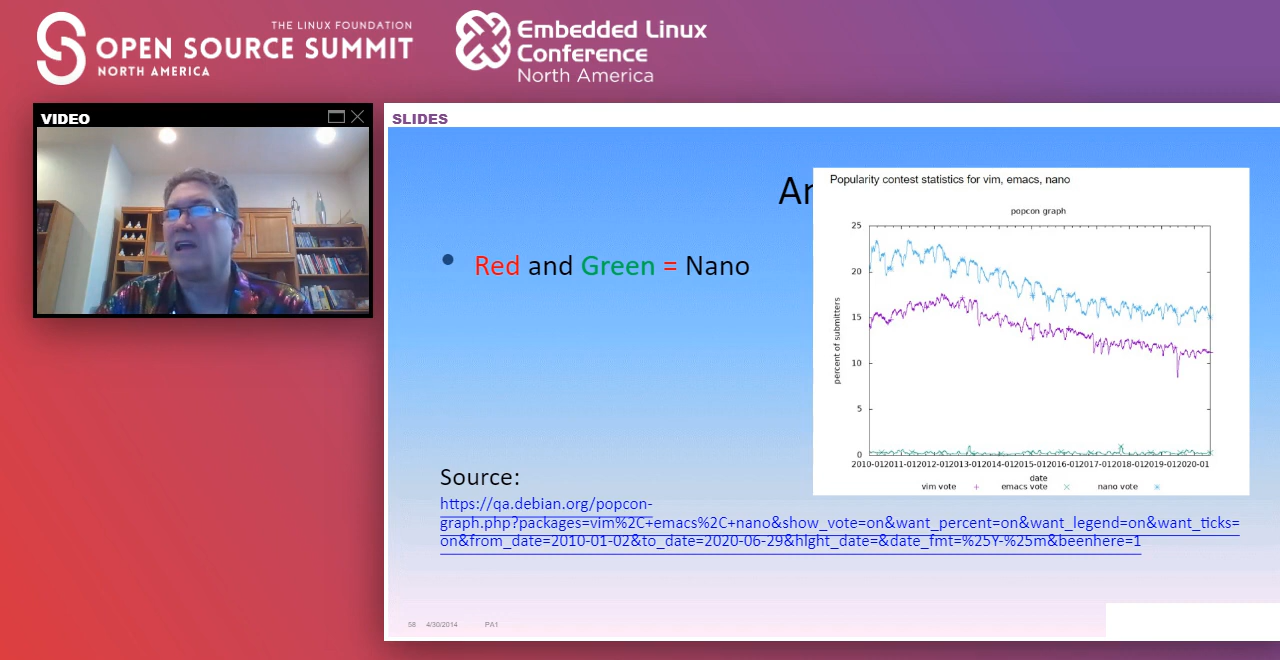 THE LINUX FOUNDATION
OPEN SOURCE SUMMIT
NORTH AMERICA
Embedded Linux
Conference
North America
VIDEO
SLIDES
Ar
Red and Green = Nano
Popularity contest statistics for vim, emacs, nano
popcon graph
25
20
15
10
5
0
percent of submitters
2010-012011-012012-012013-012014-012015-012016-012017-012018-012019-012020-01
date
vim vote
emacs vote
nano vote
Source:
https://qa.debian.org/popcon-
graph.php?packages=vim%2C+emacs%2C+nano&show_vote=on&want_percent=on&want_legend=on&want_ticks=
on&from_date=2010-01-02&to_date=2020-06-29&hlght_date=&date_fmt=%25Y-%25m&beenhere=1
58 4/30/2014 PA1